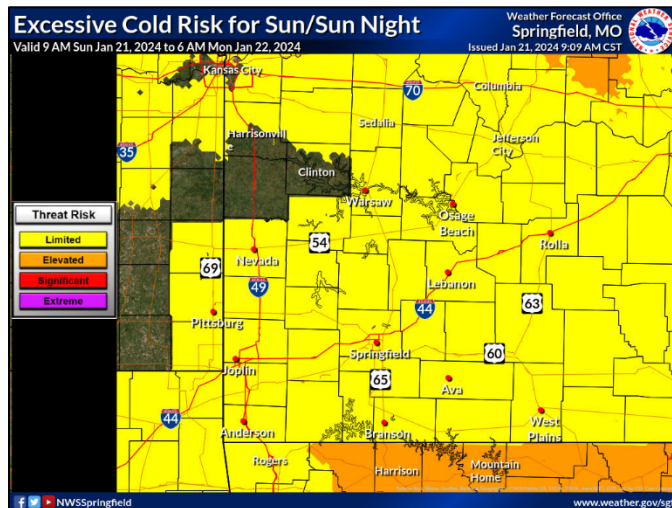 Excessive Cold Risk for Sun/Sun Night
Valid 9 AM Sun Jan 21, 2024 to 6 AM Mon Jan 22, 2024
Weather Forecast Office
Springfield, MO
Issued Jan 21, 2024 9:09 AM CST
Kansas City
70
Columbia
Sedalia
35
Harrisonvill
e
Jefferson
City
Clinton
Warsaw
Osage
Beach
Threat Risk
Limited
Elevated
Significant
Extreme
54
Rolla
69
Nevada
49
Lebanon
63
44
Pittsburg
Springfield
60
Joplin
65
Ava
44
Anderson
Branson
West
Plains
Rogers
Harrison
Mountain
Home
NWSSpringfield
www.weather.gov/sgf